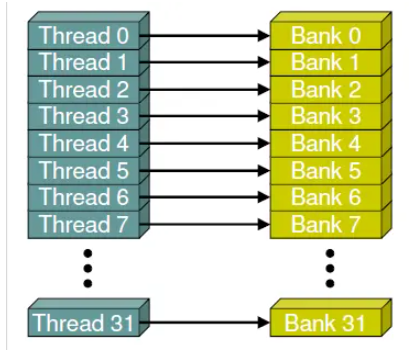 Thread 0 Bank 0
Thread 1 Bank 1
Thread 2 Bank 2
Thread 3 Bank 3
Thread 4 Bank 4
Thread 5 Bank 5
Thread 6 Bank 6
Thread 7 Bank 7
Thread 31 Bank 31